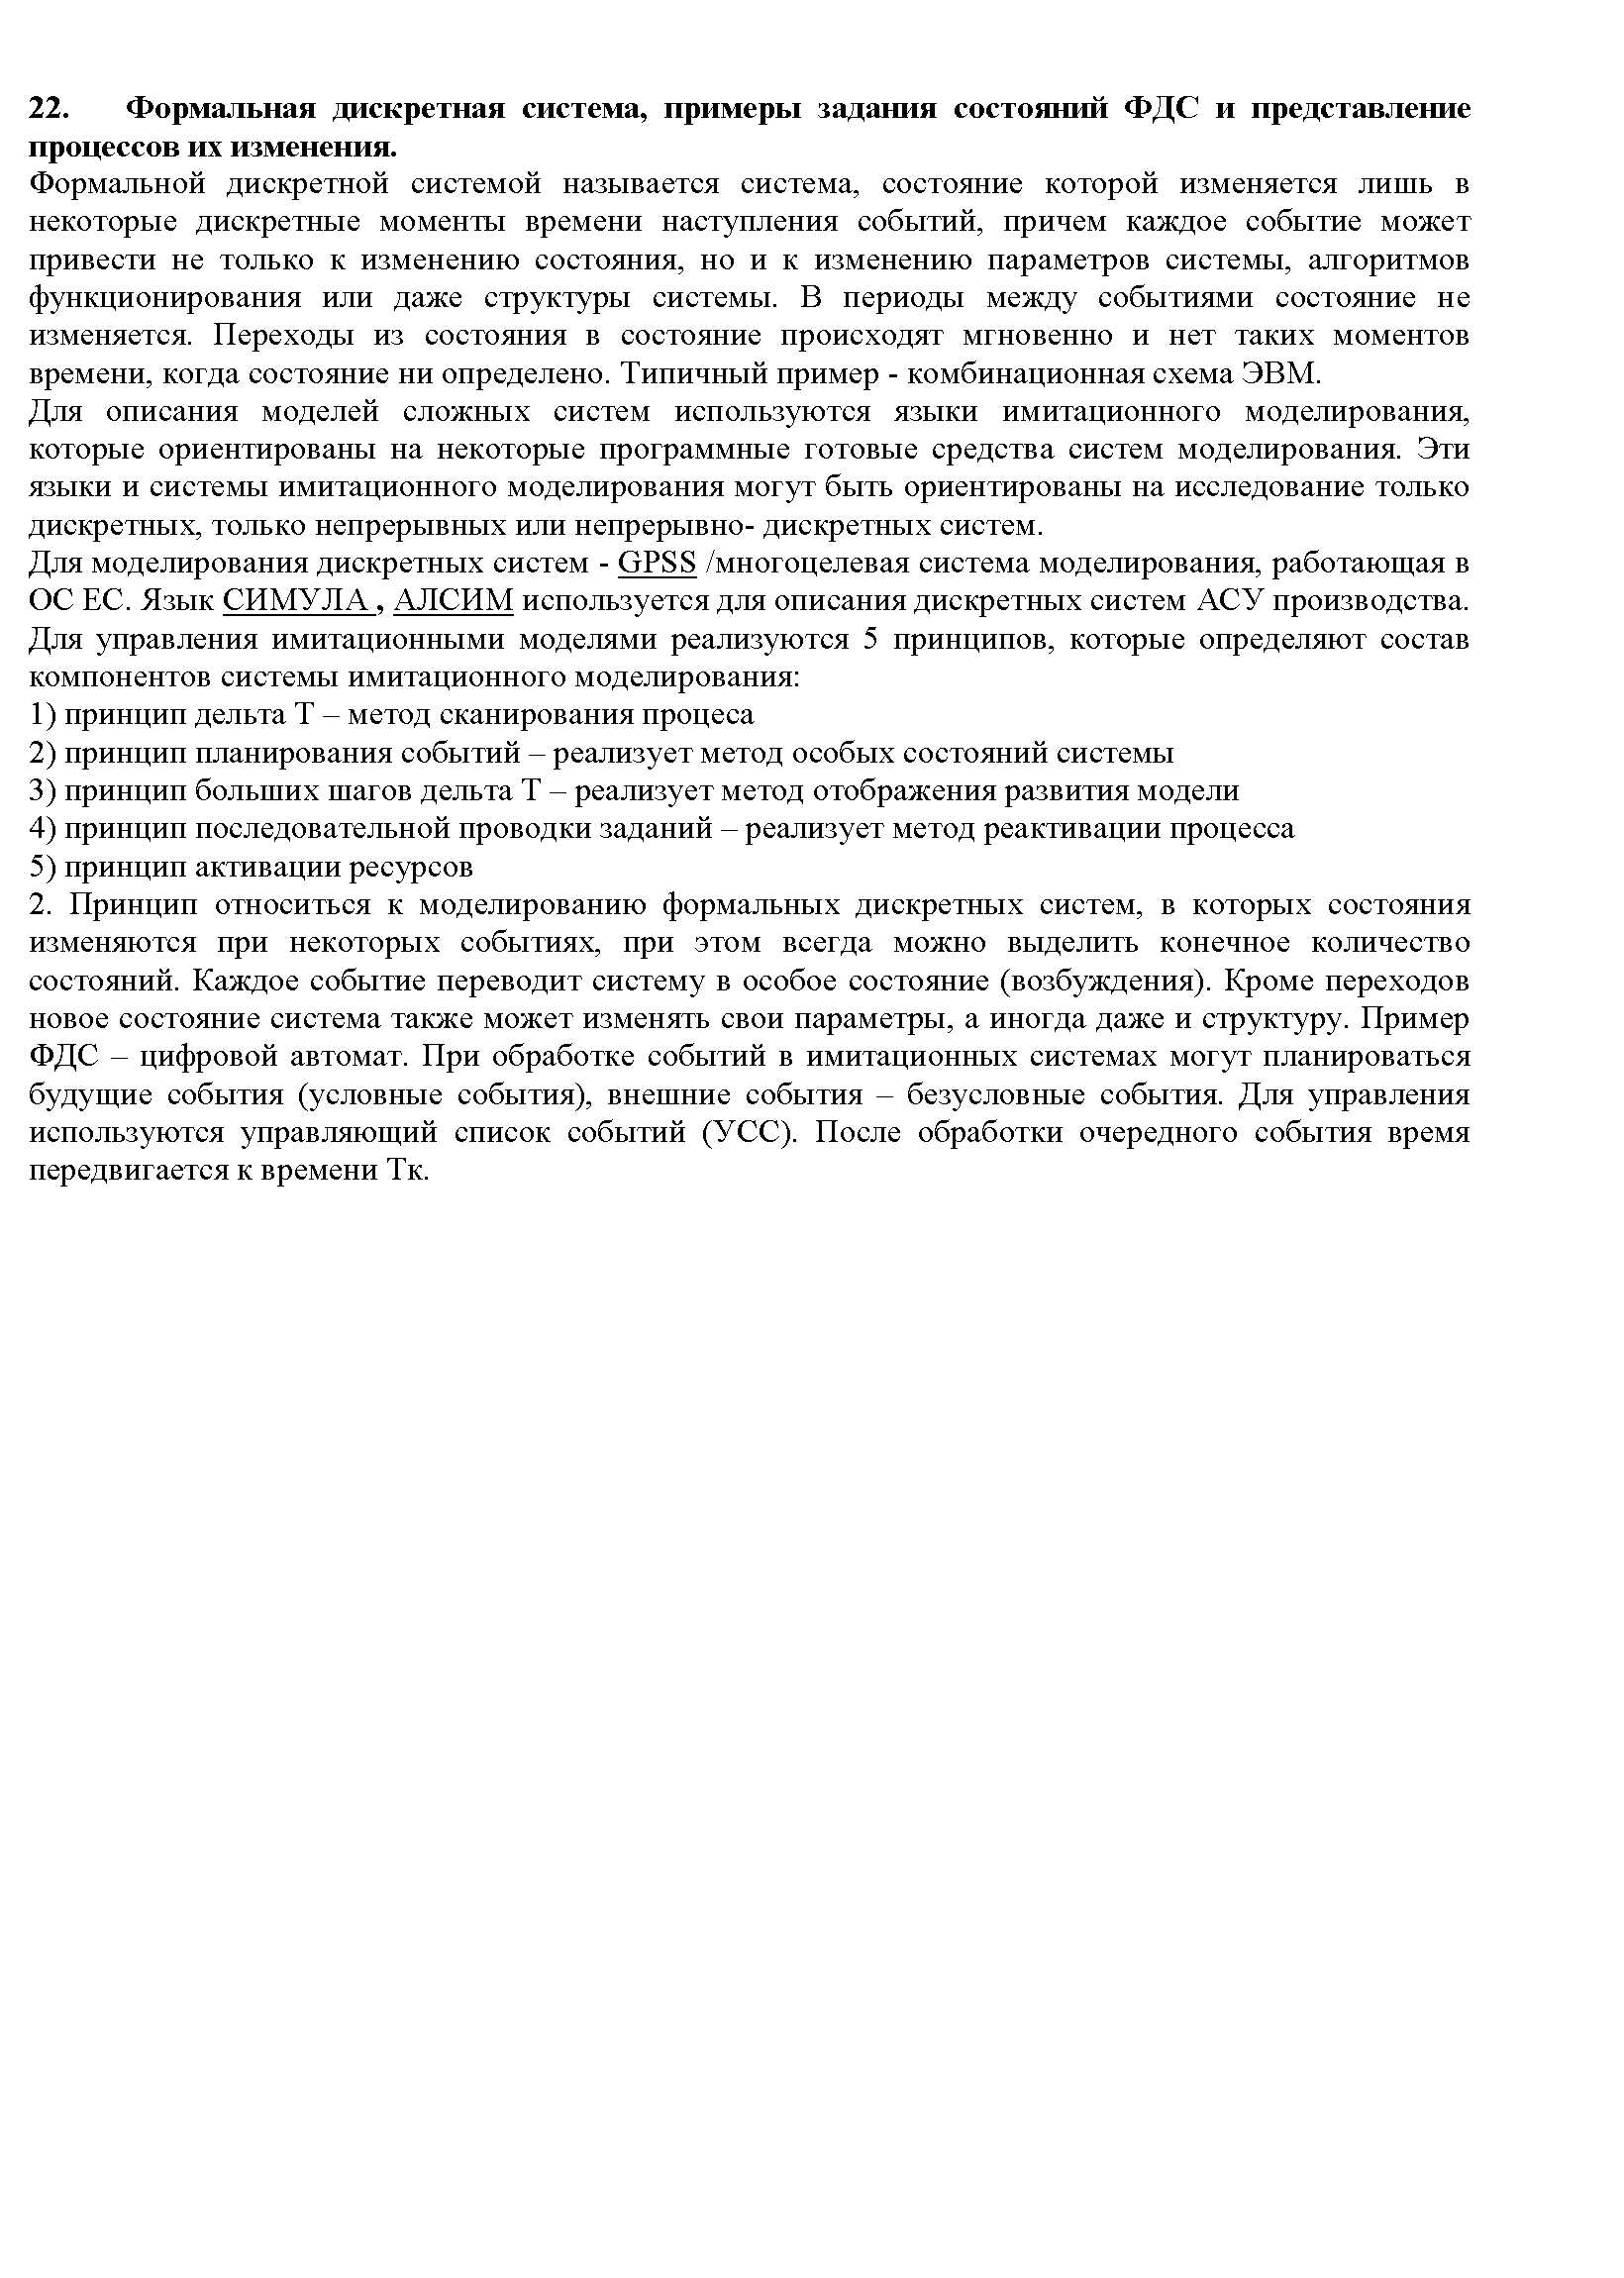 22. Формальная дискретная система, примеры задания состояний ФДС и представление
процессов их изменения.
Формальной дискретной системой называется система, состояние которой изменяется лишь в
некоторые дискретные моменты времени наступления событий, причем каждое событие может
привести не только к изменению состояния, но и к изменению параметров системы, алгоритмов
функционирования или даже структуры системы. В периоды между событиями состояние не
изменяется. Переходы из состояния в состояние происходят мгновенно и нет таких моментов
времени, когда состояние ни определено. Типичный пример - комбинационная схема ЭВМ.
Для описания моделей сложных систем используются языки имитационного моделирования,
которые ориентированы на некоторые программные готовые средства систем моделирования. Эти
языки и системы имитационного моделирования могут быть ориентированы на исследование только
дискретных, только непрерывных или непрерывно- дискретных систем.
Для моделирования дискретных систем - GPSS /многоцелевая система моделирования, работающая в
ОС ЕС. Язык СИМУЛА , АЛСИМ используется для описания дискретных систем АСУ производства.
Для управления имитационными моделями реализуются 5 принципов, которые определяют состав
компонентов системы имитационного моделирования:
1) принцип дельта Т – метод сканирования процеса
2) принцип планирования событий – реализует метод особых состояний системы
3) принцип больших шагов дельта Т – реализует метод отображения развития модели
4) принцип последовательной проводки заданий – реализует метод реактивации процесса
5) принцип активации ресурсов
2. Принцип относиться к моделированию формальных дискретных систем, в которых состояния
изменяются при некоторых событиях, при этом всегда можно выделить конечное количество
состояний. Каждое событие переводит систему в особое состояние (возбуждения). Кроме переходов
новое состояние система также может изменять свои параметры, а иногда даже и структуру. Пример
ФДС – цифровой автомат. При обработке событий в имитационных системах могут планироваться
будущие события (условные события), внешние события – безусловные события. Для управления
используются управляющий список событий (УСС). После обработки очередного события время
передвигается к времени Тк.